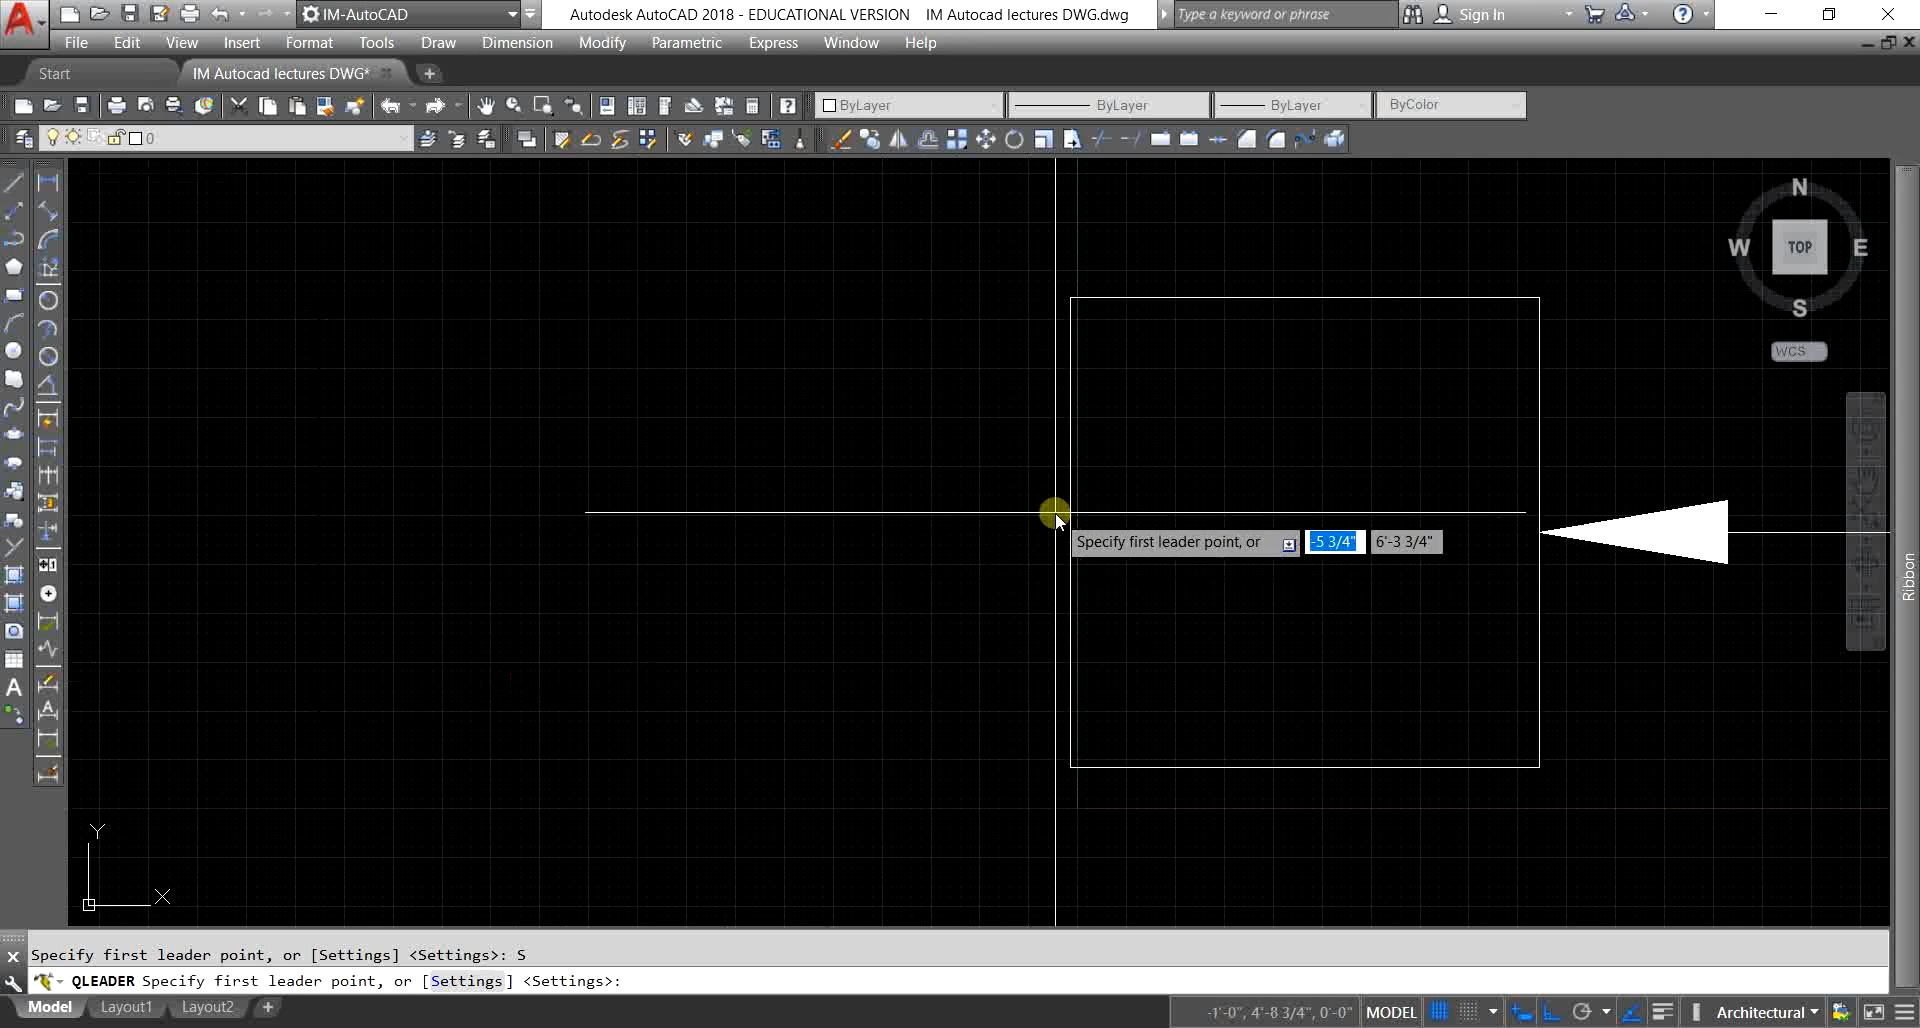 A IM-AutoCAD Autodesk AutoCAD 2018 - EDUCATIONAL VERSION IM Autocad lectures DWG.dwg Type a keyword or phrase Sign In
File Edit View Insert Format Tools Draw Dimension Modify Parametric Express Window Help
Start IM Autocad lectures DWG*
ByLayer ByLayer ByLayer ByColor
0
N
W TOP E
S
WCS
Specify first leader point, or -5 3/4" 6'-3 3/4"
Ribbon
A
Y
X
Specify first leader point, or [Settings] <Settings>: S
QLEADER Specify first leader point, or [Settings] <Settings>:
Model Layout1 Layout2 + -1'-0", 4'-8 3/4", 0'-0" MODEL Architectural